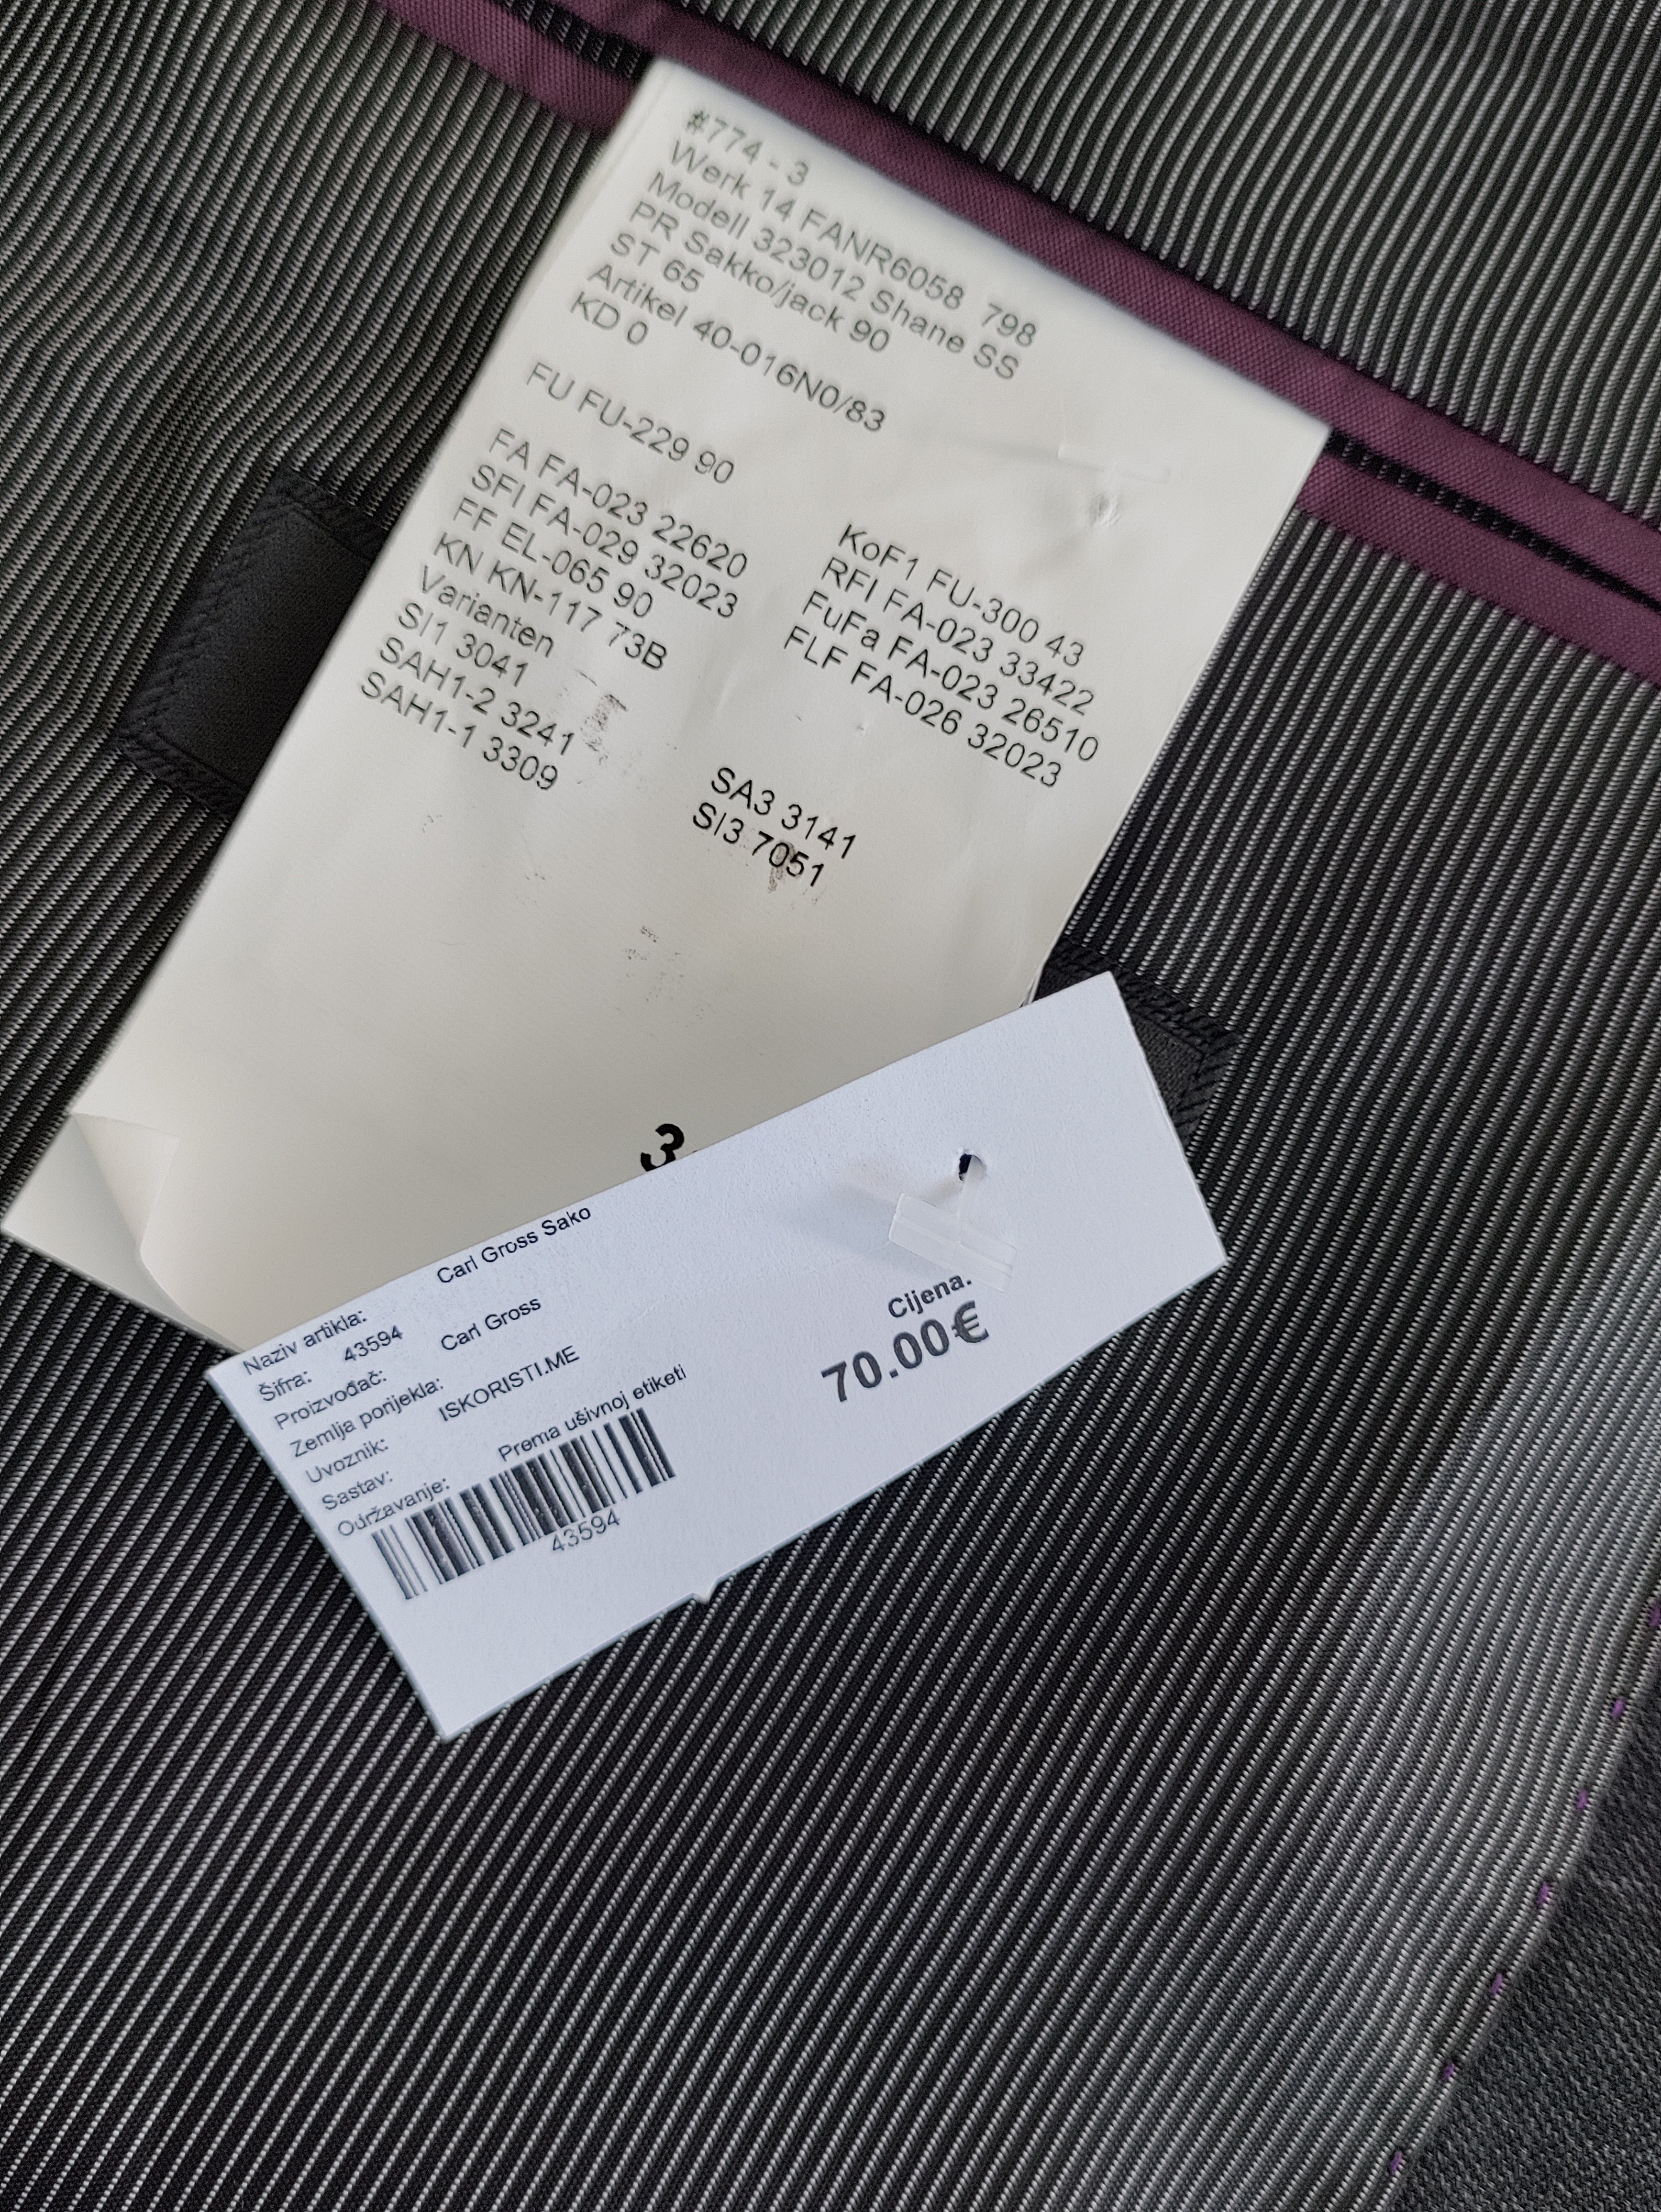 #774 - 3
Werk 14 FANR6058 798
Modell 323012 Shane SS
PR Sakko/jack 90
ST 65
Artikel 40-016N0/83
KD 0
FU FU-229 90
FA FA-023 22620
SFI FA-029 32023
FF EL-065 90
KN KN-117 73B
Varianten
SI1 3041
SAH1-2 3241
SAH1-1 3309
KoF1 FU-300 43
RFI FA-023 33422
FuFa FA-023 26510
FLF FA-026 32023
SA3 3141
SI3 7051
3
Naziv artikla: Carl Gross Sako
Šifra: 43594
Proizvođač: Carl Gross
Zemlja porijekla:
Uvoznik: ISKORISTI.ME
Sastav:
Održavanje: Prema ušivnoj etiketi
43594
Cijena:
70.00€